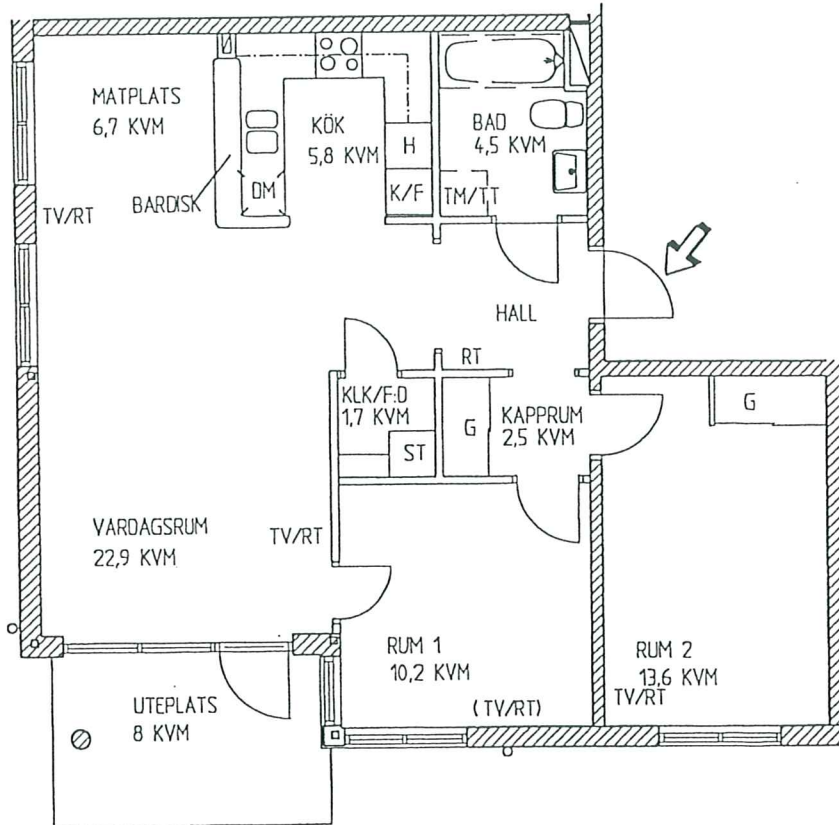 MATPLATS
6,7 KVM
KÖK
5,8 KVM
BAD
4,5 KVM
H
K/F
TM/TT
DM
BARDISK
TV/RT
HALL
RT
KLK/F:D
1,7 KVM
ST
G
KAPPRUM
2,5 KVM
G
VARDAGSRUM
22,9 KVM
TV/RT
RUM 1
10,2 KVM
(TV/RT)
RUM 2
13,6 KVM
TV/RT
UTEPLATS
8 KVM